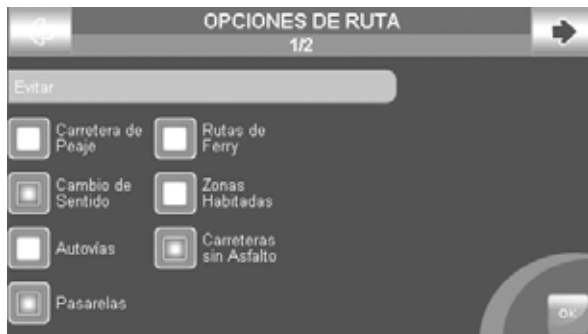 OPCIONES DE RUTA
1/2
Evitar
Carretera de
Peaje
Rutas de
Ferry
Cambio de
Sentido
Zonas
Habitadas
Autovías
Carreteras
sin Asfalto
Pasarelas
OK